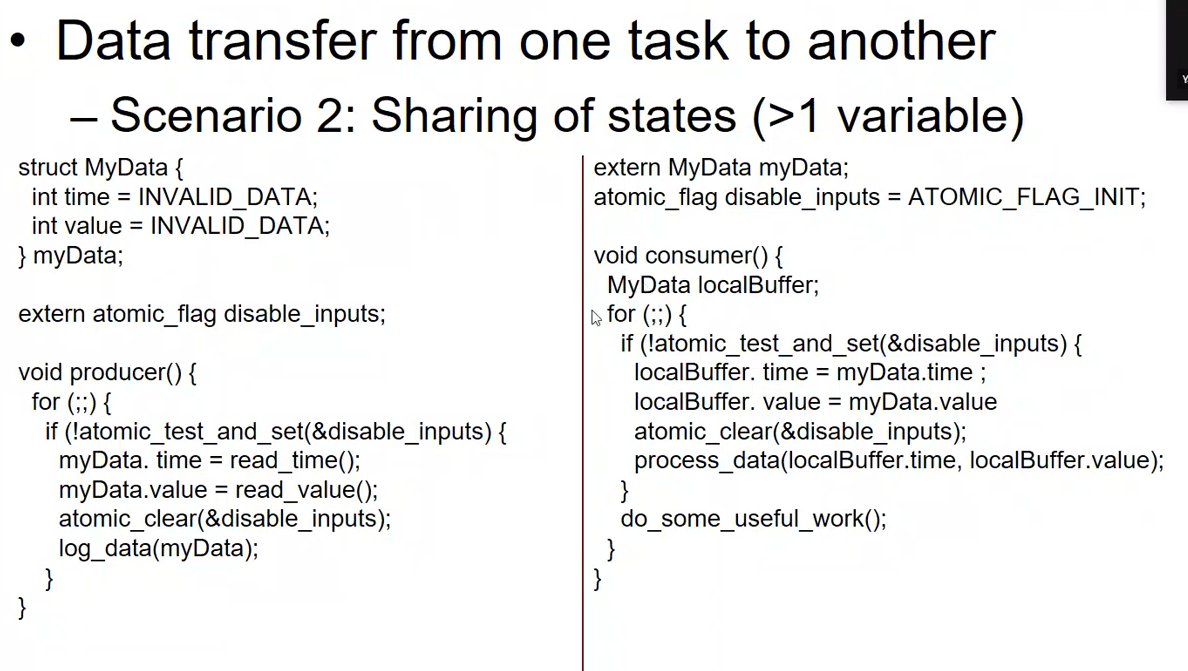 • Data transfer from one task to another
– Scenario 2: Sharing of states (>1 variable)
struct MyData {
int time = INVALID_DATA;
int value = INVALID_DATA;
} myData;
extern atomic_flag disable_inputs;
void producer() {
for (;;) {
if (!atomic_test_and_set(&disable_inputs) {
myData. time = read_time();
myData.value = read_value();
atomic_clear(&disable_inputs);
log_data(myData);
}
}
extern MyData myData;
atomic_flag disable_inputs = ATOMIC_FLAG_INIT;
void consumer() {
MyData localBuffer;
for (;;) {
if (!atomic_test_and_set(&disable_inputs) {
localBuffer. time = myData.time ;
localBuffer. value = myData.value
atomic_clear(&disable_inputs);
process_data(localBuffer.time, localBuffer.value);
}
do_some_useful_work();
}
}